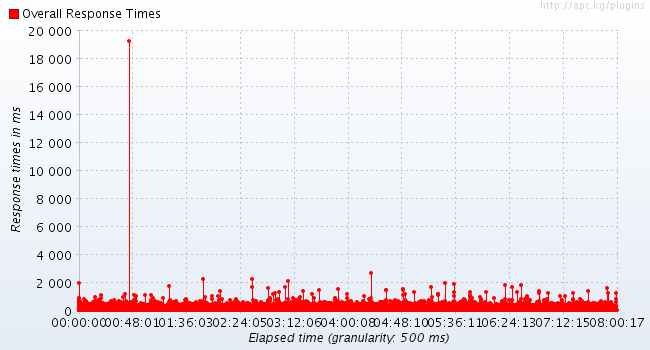 http://apc.kg/plugins
Overall Response Times
20 000
18 000
16 000
14 000
12 000
10 000
8 000
6 000
4 000
2 000
0
Response times in ms
00:00:00 00:48:01 01:36:03 02:24:05 03:12:06 04:00:08 04:48:10 05:36:11 06:24:13 07:12:15 08:00:17
Elapsed time (granularity: 500 ms)